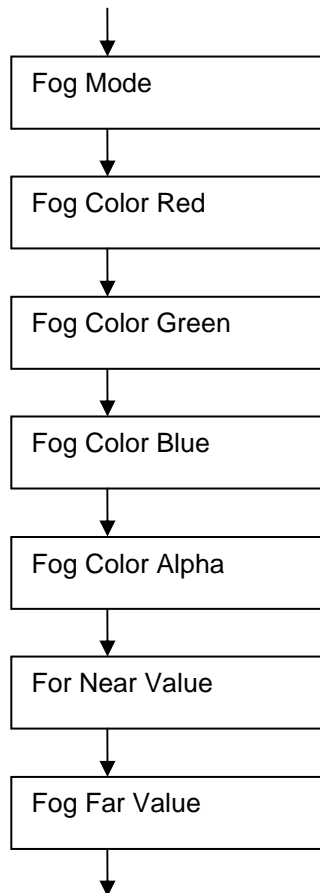 Fog Mode
Fog Color Red
Fog Color Green
Fog Color Blue
Fog Color Alpha
For Near Value
Fog Far Value